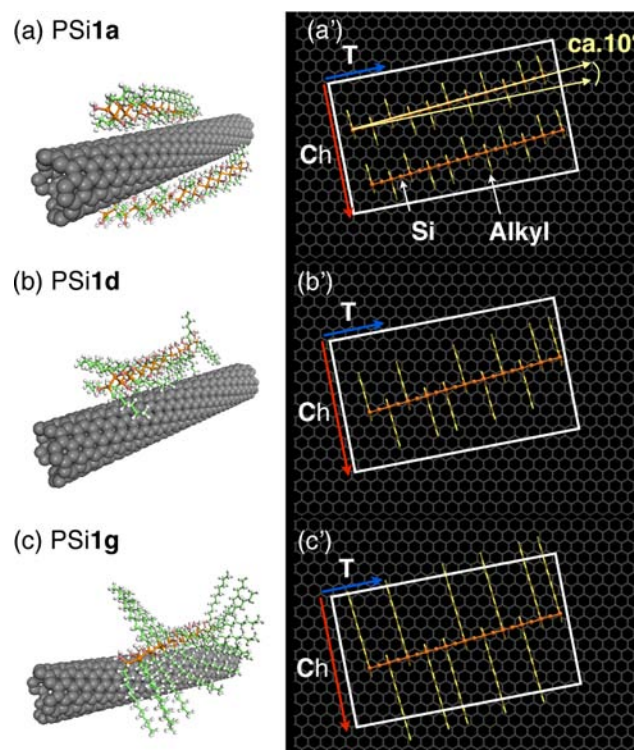 (a) PSi1a
(a')
T
ca.10°
Ch
Si
Alkyl
(b) PSi1d
(b')
T
Ch
(c) PSi1g
(c')
T
Ch